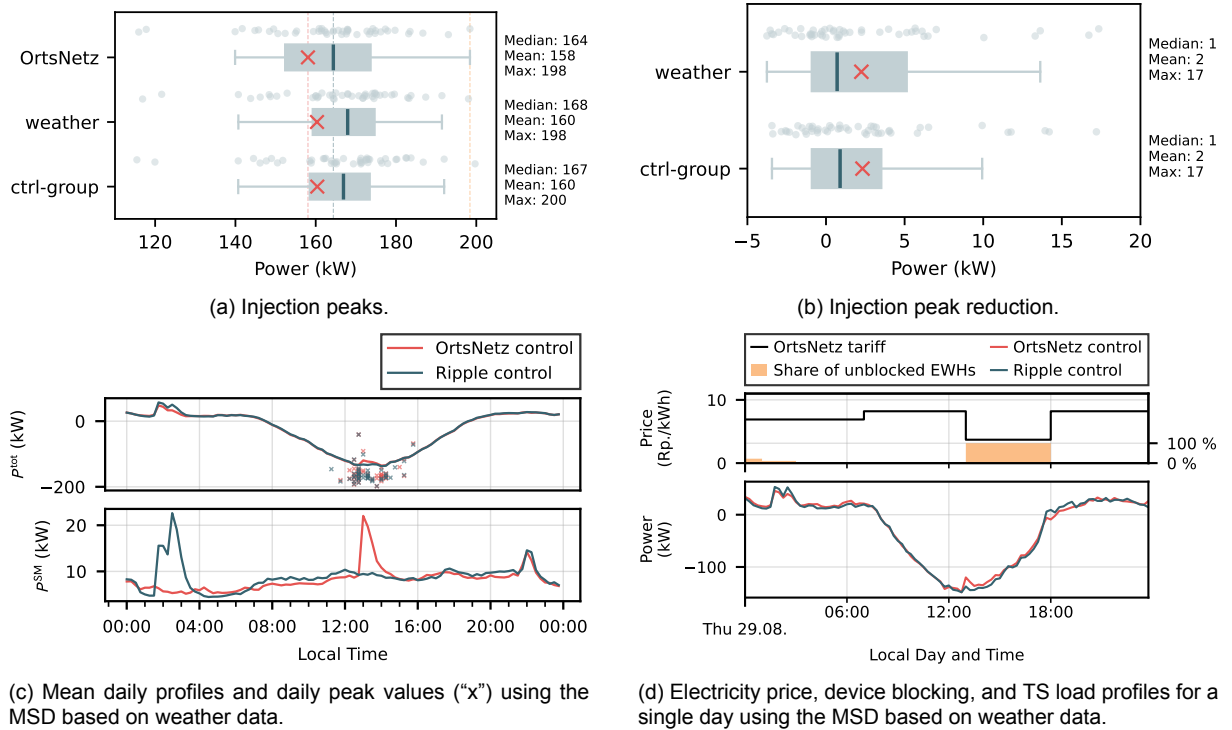 OrtsNetz
weather
ctrl-group
Median: 164
Mean: 158
Max: 198
Median: 168
Mean: 160
Max: 198
Median: 167
Mean: 160
Max: 200
120 140 160 180 200
Power (kW)
(a) Injection peaks.
weather
ctrl-group
Median: 1
Mean: 2
Max: 17
Median: 1
Mean: 2
Max: 17
−5 0 5 10 15 20
Power (kW)
(b) Injection peak reduction.
OrtsNetz control
Ripple control
0
−200
P^tot (kW)
20
10
P^SM (kW)
00:00 04:00 08:00 12:00 16:00 20:00 00:00
Local Time
(c) Mean daily profiles and daily peak values (“x”) using the
MSD based on weather data.
OrtsNetz tariff OrtsNetz control
Share of unblocked EWHs Ripple control
10
0
Price
(Rp./kWh)
100 %
0 %
0
−100
Power
(kW)
06:00 12:00 18:00
Thu 29.08.
Local Day and Time
(d) Electricity price, device blocking, and TS load profiles for a
single day using the MSD based on weather data.